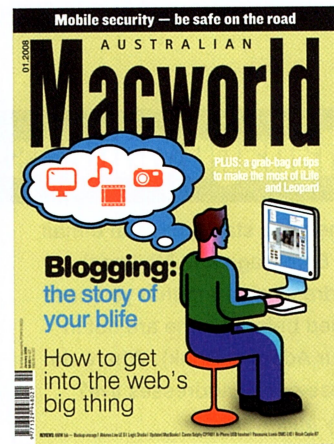 Mobile security — be safe on the road
01.2008
AUSTRALIAN
Macworld
PLUS: a grab-bag of tips
to make the most of iLife
and Leopard
Blogging:
the story of
your blife
How to get
into the web's
big thing